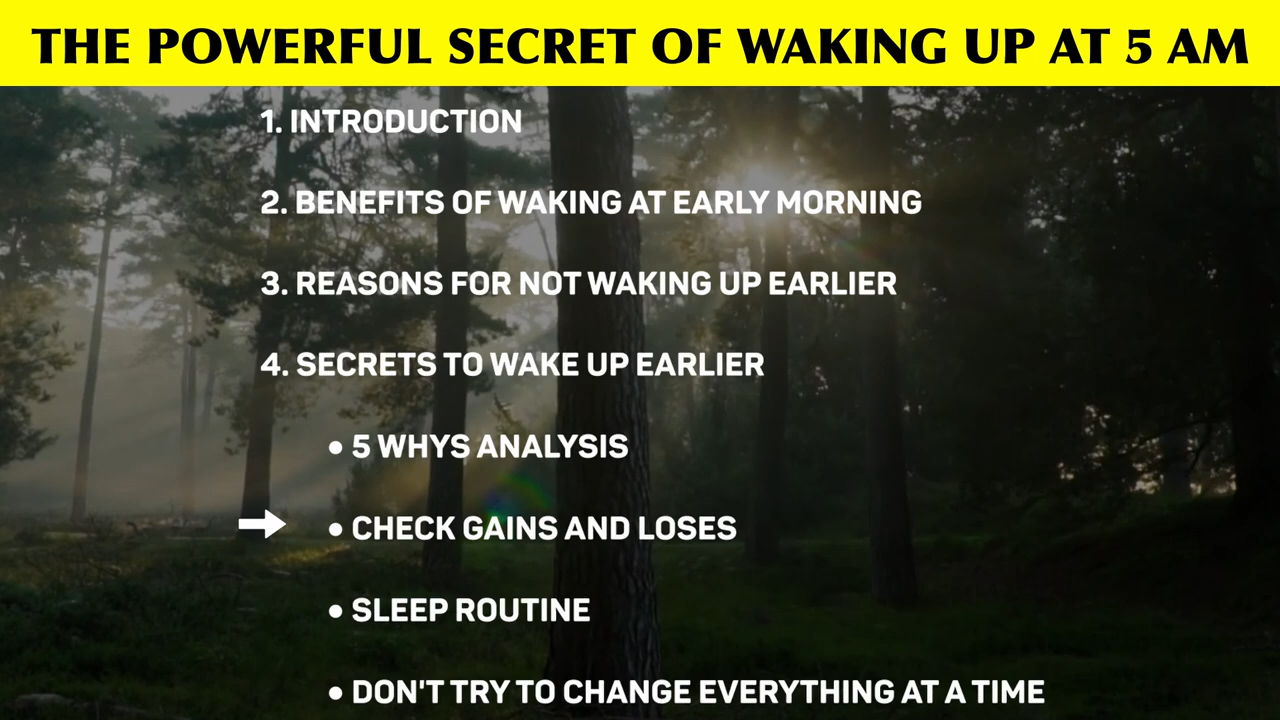 THE POWERFUL SECRET OF WAKING UP AT 5 AM
1. INTRODUCTION
2. BENEFITS OF WAKING AT EARLY MORNING
3. REASONS FOR NOT WAKING UP EARLIER
4. SECRETS TO WAKE UP EARLIER
• 5 WHYS ANALYSIS
• CHECK GAINS AND LOSES
• SLEEP ROUTINE
• DON'T TRY TO CHANGE EVERYTHING AT A TIME